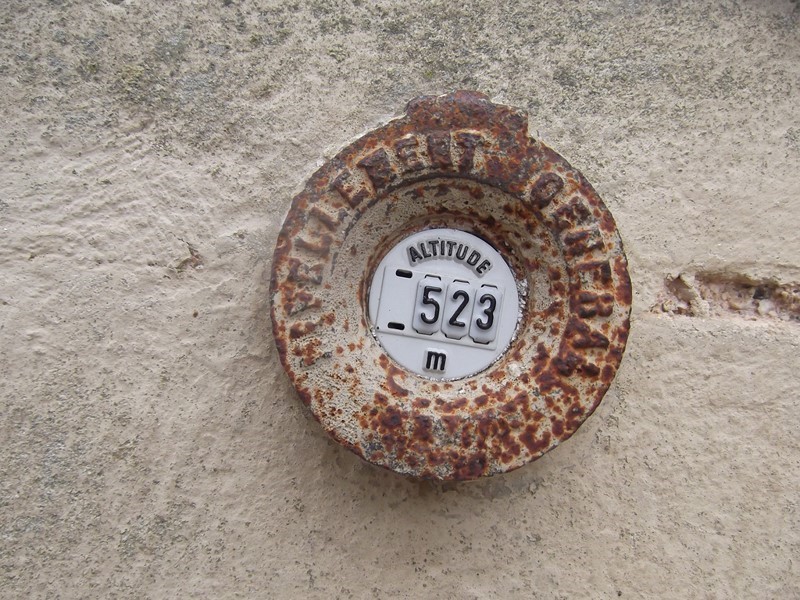 NIVELLEMENT GENERAL
ALTITUDE
523
m